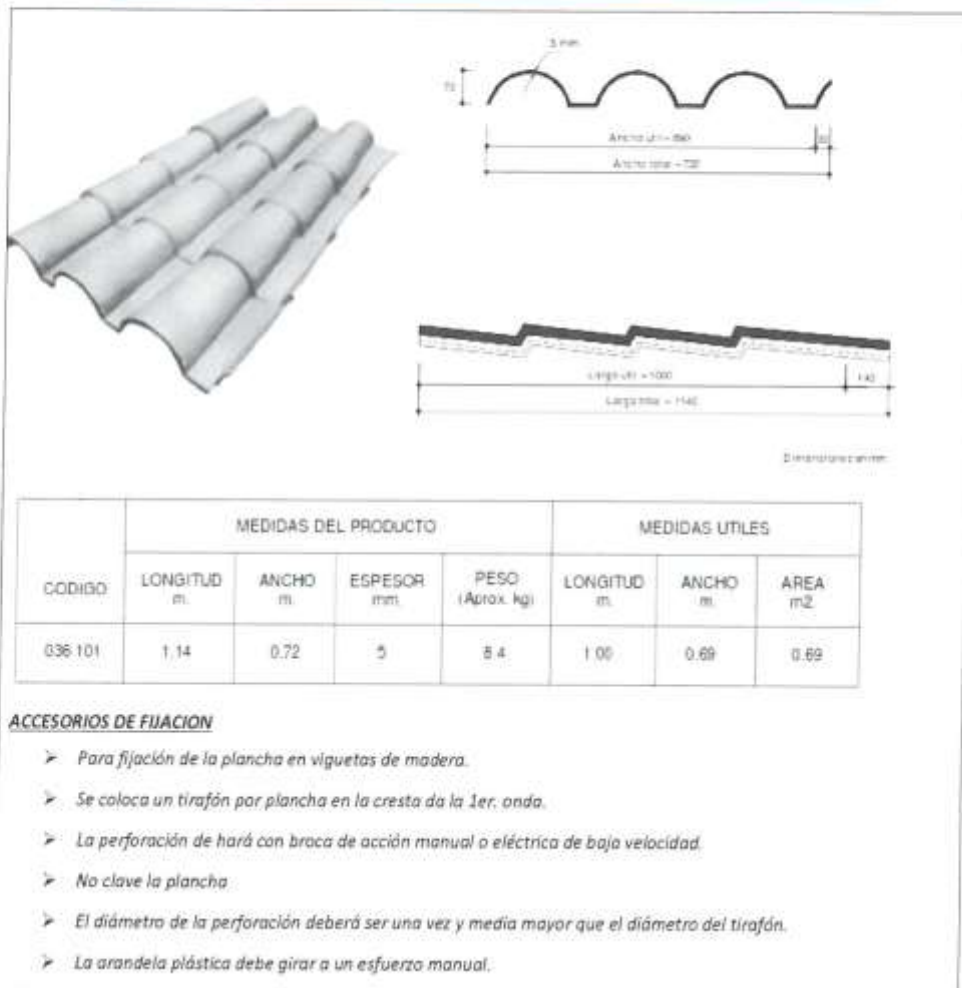 5 mm
Ancho util = 690
Ancho total = 720
Largo util = 1000
140
Largo total = 1140
Dimensiones en mm
MEDIDAS DEL PRODUCTO
MEDIDAS UTILES
CODIGO
LONGITUD m.
ANCHO m.
ESPESOR mm.
PESO (Aprox. kg)
LONGITUD m.
ANCHO m.
AREA m2
036 101
1.14
0.72
5
8.4
1.00
0.69
0.69
ACCESORIOS DE FIJACION
➢ Para fijación de la plancha en viguetas de madera.
➢ Se coloca un tirafón por plancha en la cresta da la 1er. onda.
➢ La perforación de hará con broca de acción manual o eléctrica de baja velocidad.
➢ No clave la plancha
➢ El diámetro de la perforación deberá ser una vez y media mayor que el diámetro del tirafón.
➢ La arandela plástica debe girar a un esfuerzo manual.